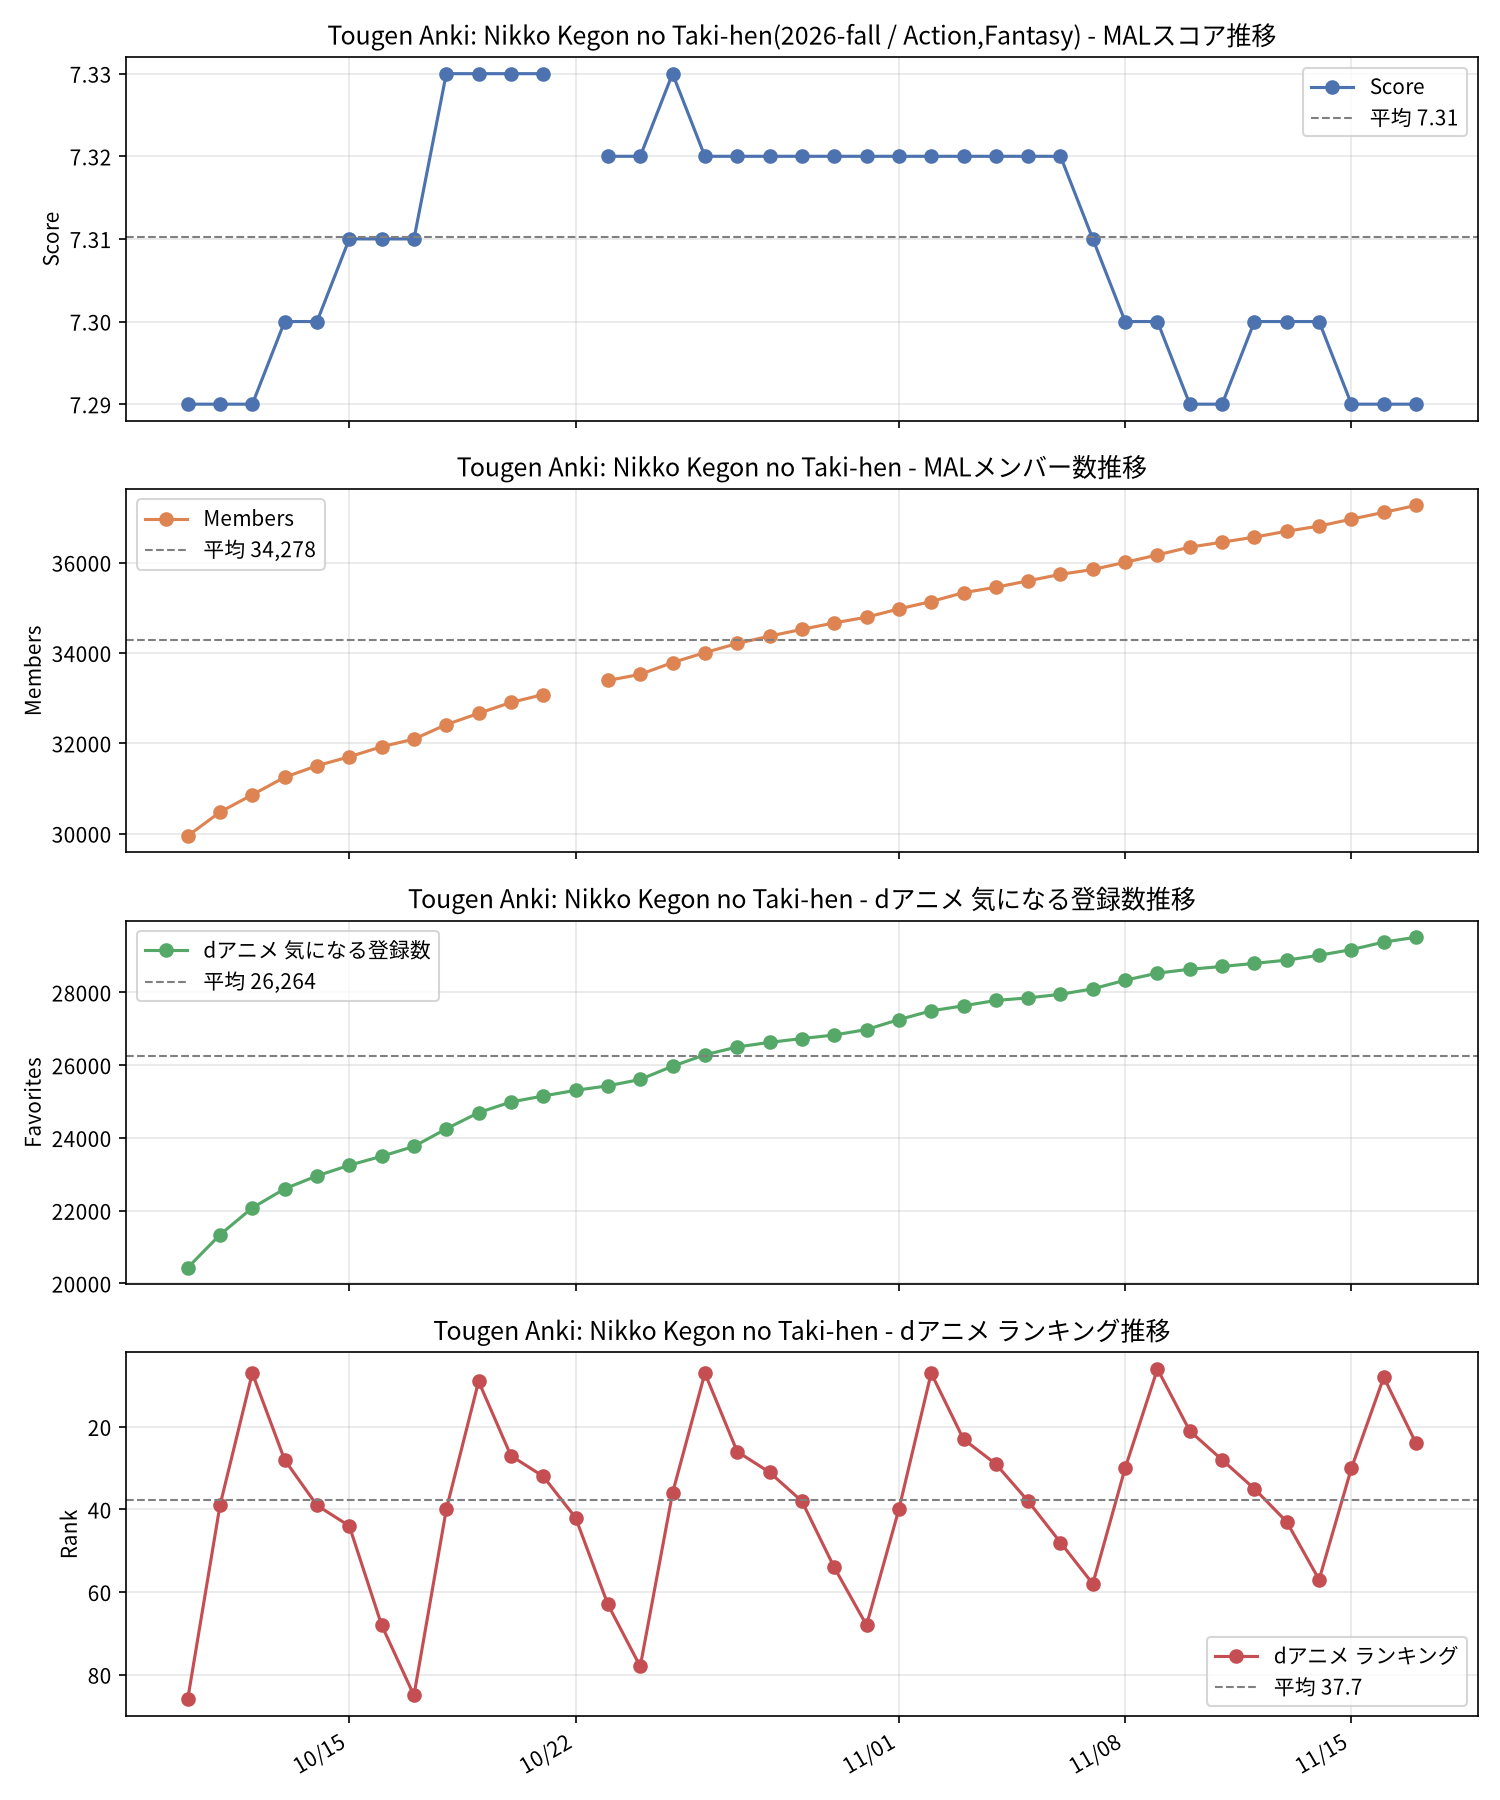 Tougen Anki: Nikko Kegon no Taki-hen(2026-fall / Action,Fantasy) - MALスコア推移
Score
7.33
7.32
7.31
7.30
7.29
Score
平均 7.31
Tougen Anki: Nikko Kegon no Taki-hen - MALメンバー数推移
Members
36000
34000
32000
30000
Members
平均 34,278
Tougen Anki: Nikko Kegon no Taki-hen - dアニメ 気になる登録数推移
Favorites
28000
26000
24000
22000
20000
dアニメ 気になる登録数
平均 26,264
Tougen Anki: Nikko Kegon no Taki-hen - dアニメ ランキング推移
Rank
20
40
60
80
dアニメ ランキング
平均 37.7
10/15
10/22
11/01
11/08
11/15